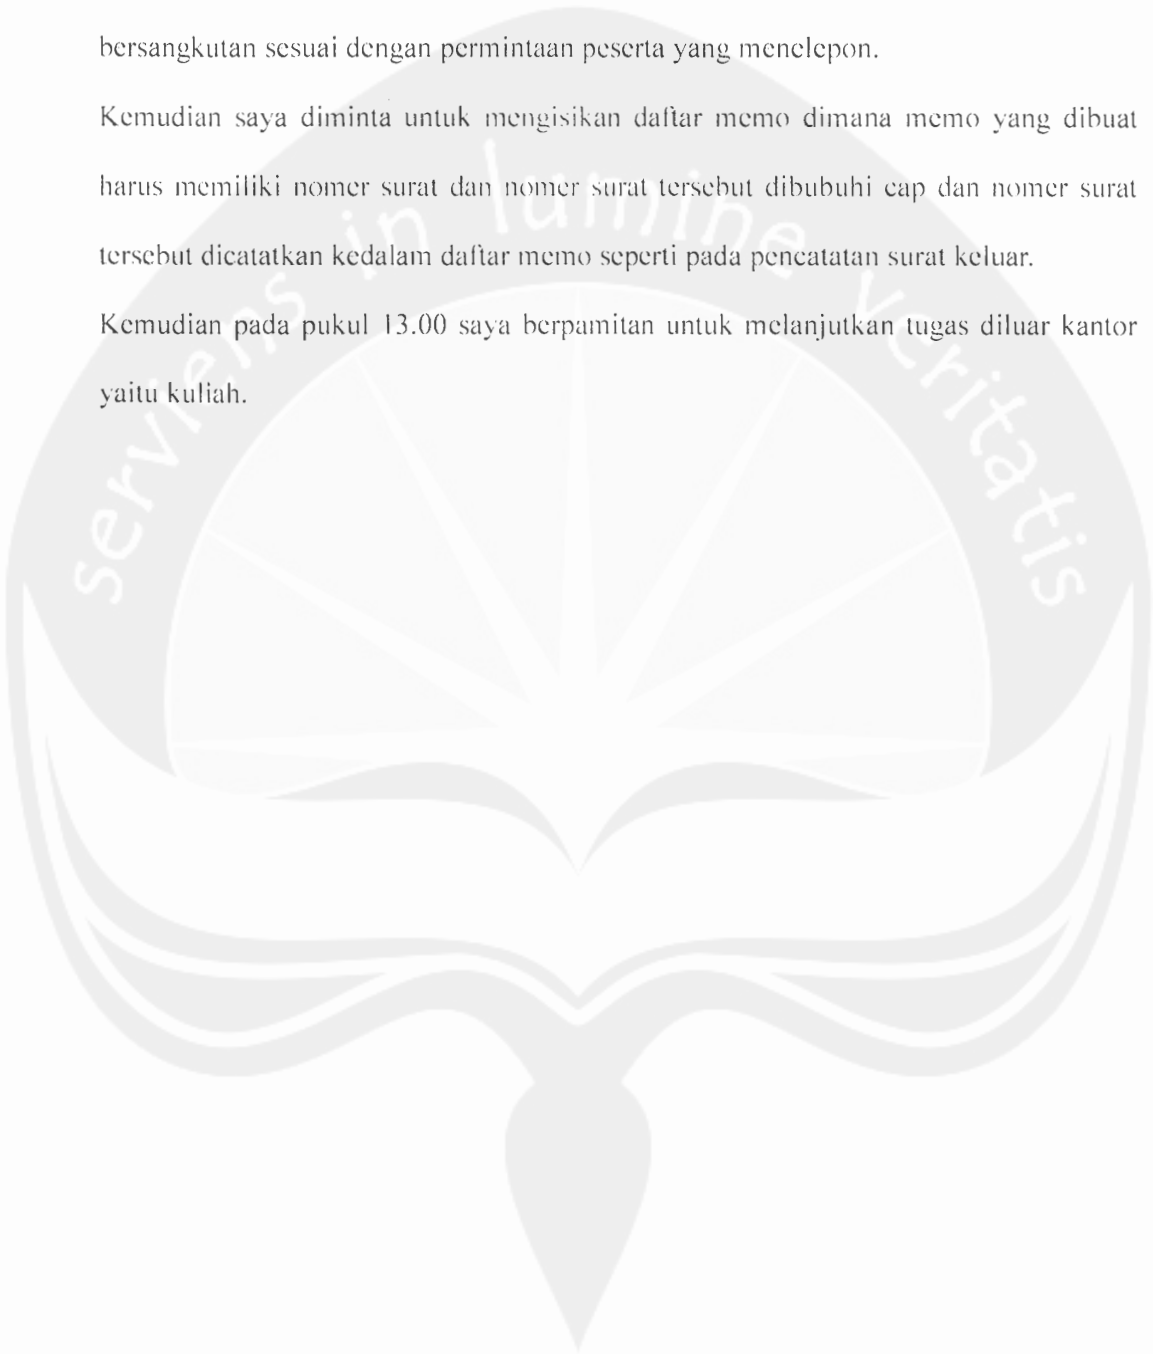 bersangkutan sesuai dengan permintaan peserta yang menelepon.
Kemudian saya diminta untuk mengisikan daftar memo dimana memo yang dibuat
harus memiliki nomer surat dan nomer surat tersebut dibubuhi cap dan nomer surat
tersebut dicatatkan kedalam daftar memo seperti pada pencatatan surat keluar.
Kemudian pada pukul 13.00 saya berpamitan untuk melanjutkan tugas diluar kantor
yaitu kuliah.
serviens in lumine veritatis